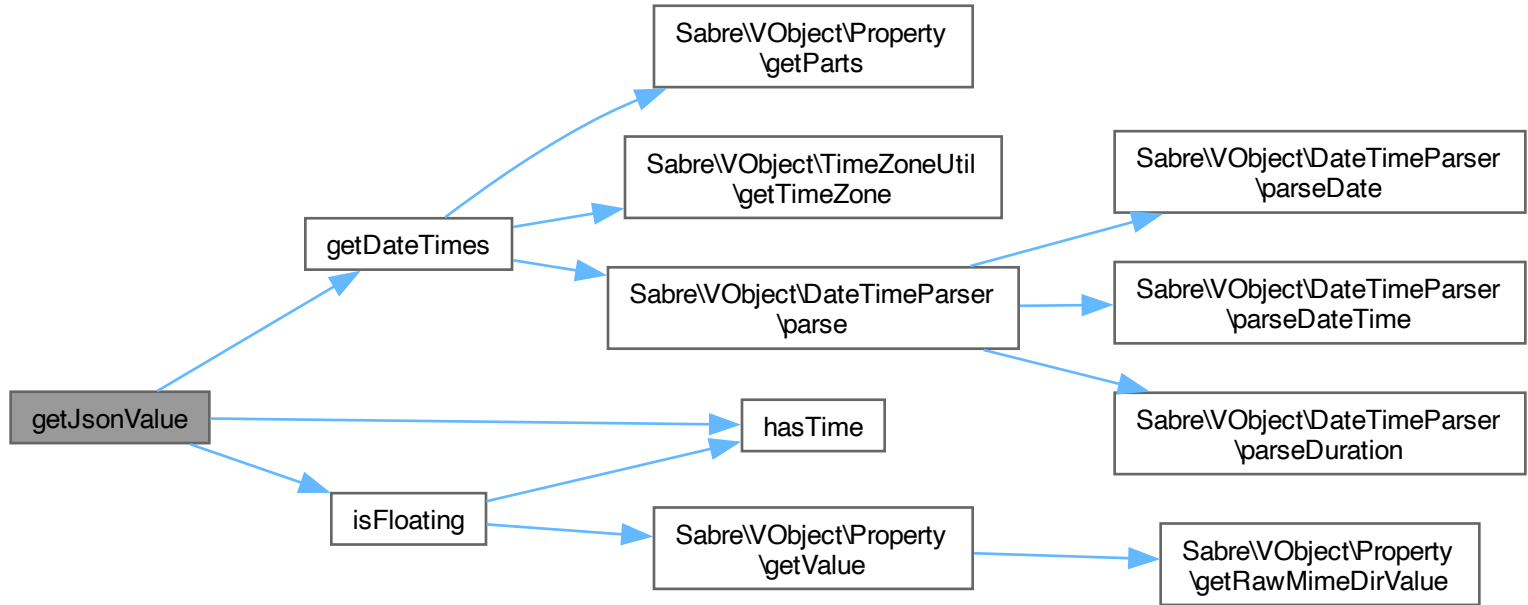 Sabre\VObject\Property
\getParts
Sabre\VObject\TimeZoneUtil
\getTimeZone
Sabre\VObject\DateTimeParser
\parseDate
getDateTimes
Sabre\VObject\DateTimeParser
\parse
Sabre\VObject\DateTimeParser
\parseDateTime
getJsonValue
hasTime
Sabre\VObject\DateTimeParser
\parseDuration
isFloating
Sabre\VObject\Property
\getValue
Sabre\VObject\Property
\getRawMimeDirValue